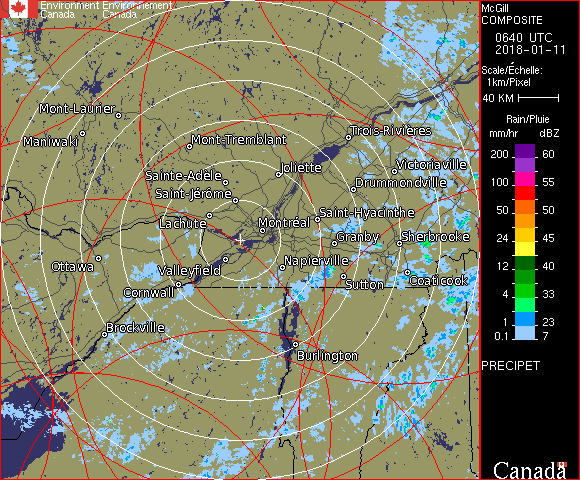 Environment Environnement
Canada Canada
McGill
COMPOSITE
0640 UTC
2018-01-11
Scale/Échelle:
1km/Pixel
40 KM
Rain/Pluie
mm/hr dBZ
200 60
100 55
50 50
24 45
12 40
4 33
1 23
0.1 7
PRECIPET
Canada
Mont-Laurier
Trois-Rivières
Maniwaki
Mont-Tremblant
Victoriaville
Joliette
Sainte-Adèle
Drummondville
Saint-Jérôme
Saint-Hyacinthe
Lachute
Montréal
Granby
Sherbrooke
Napierville
Ottawa
Valleyfield
Coaticook
Sutton
Cornwall
Brockville
Burlington